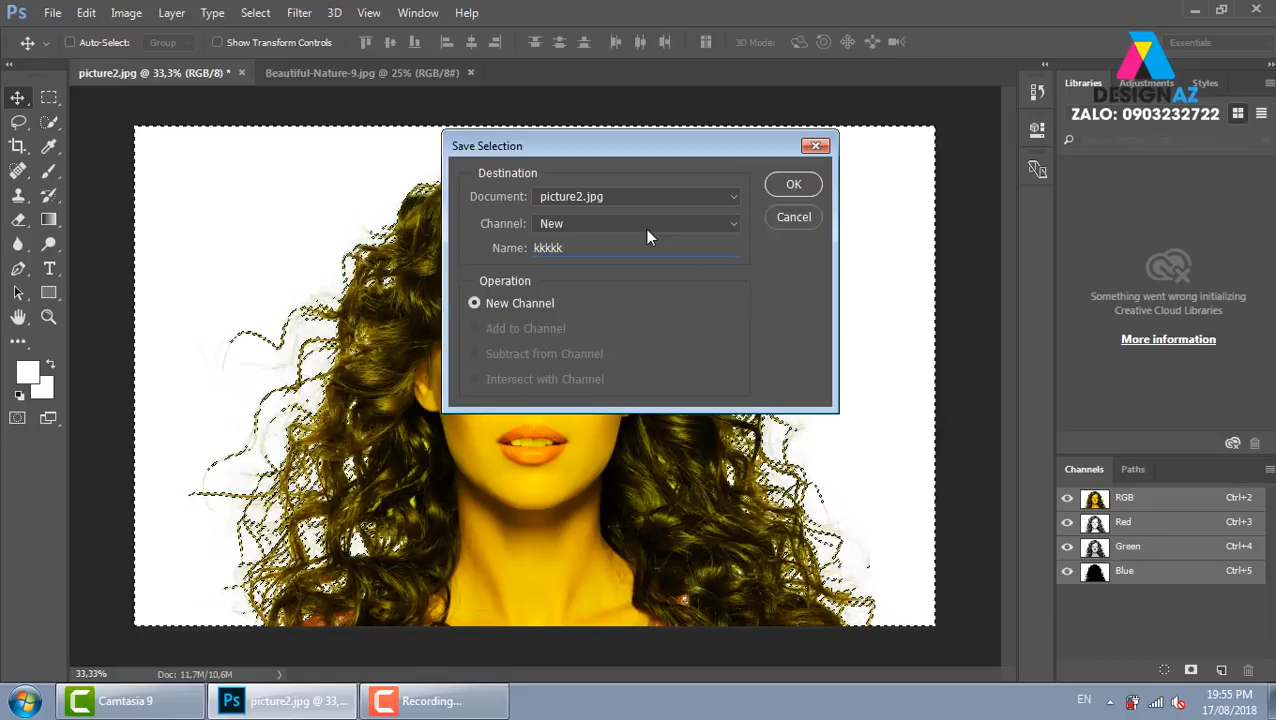 Ps File Edit Image Layer Type Select Filter 3D View Window Help
Auto-Select: Group Show Transform Controls 3D Mode: Essentials
picture2.jpg @ 33,3% (RGB/8) * × Beautiful-Nature-9.jpg @ 25% (RGB/8#) ×
Libraries Adjustments Styles
DESIGNAZ
ZALO: 0903232722
Save Selection
Destination
Document: picture2.jpg
Channel: New
Name: kkkkk
OK
Cancel
Operation
New Channel
Add to Channel
Subtract from Channel
Intersect with Channel
Something went wrong initializing
Creative Cloud Libraries
More information
Channels Paths
RGB Ctrl+2
Red Ctrl+3
Green Ctrl+4
Blue Ctrl+5
33,33% Doc: 11,7M/10,6M
Camtasia 9
Ps picture2.jpg @ 33,...
Recording...
EN
19:55 PM
17/08/2018